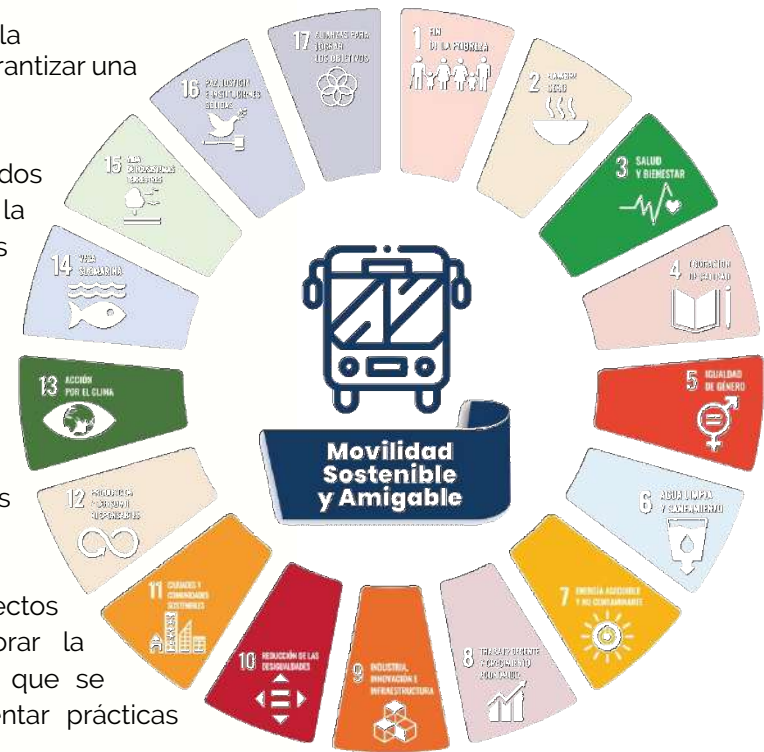 la
rantizar una
dos
la
s
s
ectos
orar la
que se
entar prácticas
1 FIN
DE LA POBREZA
2 HAMBRE
CERO
3 SALUD
Y BIENESTAR
4 EDUCACIÓN
DE CALIDAD
5 IGUALDAD
DE GÉNERO
6 AGUA LIMPIA
Y SANEAMIENTO
7 ENERGÍA ASEQUIBLE
Y NO CONTAMINANTE
8 TRABAJO DECENTE
Y CRECIMIENTO
ECONÓMICO
9 INDUSTRIA,
INNOVACIÓN E
INFRAESTRUCTURA
10 REDUCCIÓN DE LAS
DESIGUALDADES
11 CIUDADES Y
COMUNIDADES
SOSTENIBLES
12 PRODUCCIÓN
Y CONSUMO
RESPONSABLES
13 ACCIÓN
POR EL CLIMA
14 VIDA
SUBMARINA
15 VIDA
DE ECOSISTEMAS
TERRESTRES
16 PAZ, JUSTICIA
E INSTITUCIONES
SÓLIDAS
17 ALIANZAS PARA
LOGRAR
LOS OBJETIVOS
Movilidad
Sostenible
y Amigable